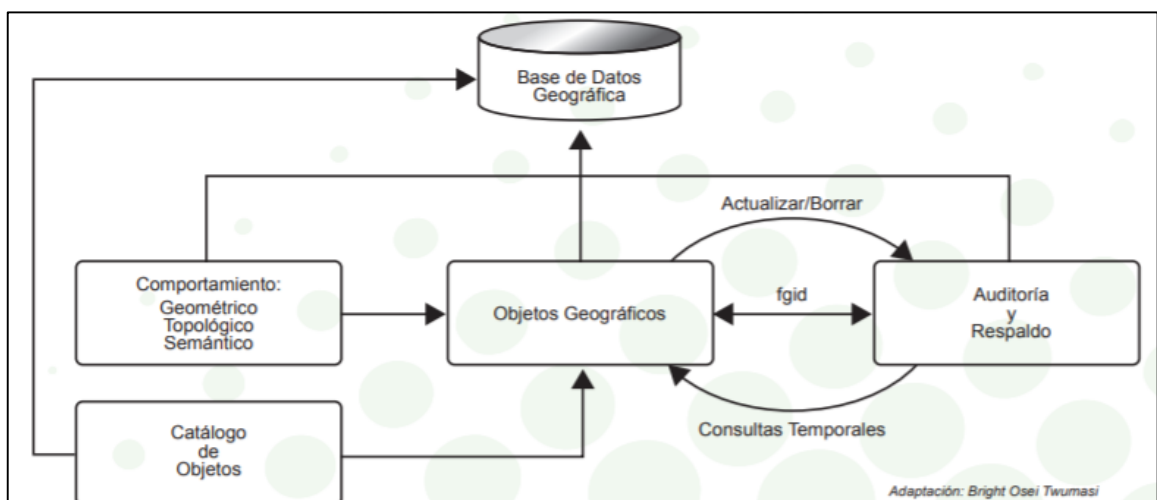 Base de Datos
Geográfica
Actualizar/Borrar
Comportamiento:
Geométrico
Topológico
Semántico
Objetos Geográficos
fgid
Auditoría
y
Respaldo
Catálogo
de
Objetos
Consultas Temporales
Adaptación: Bright Osei Twumasi